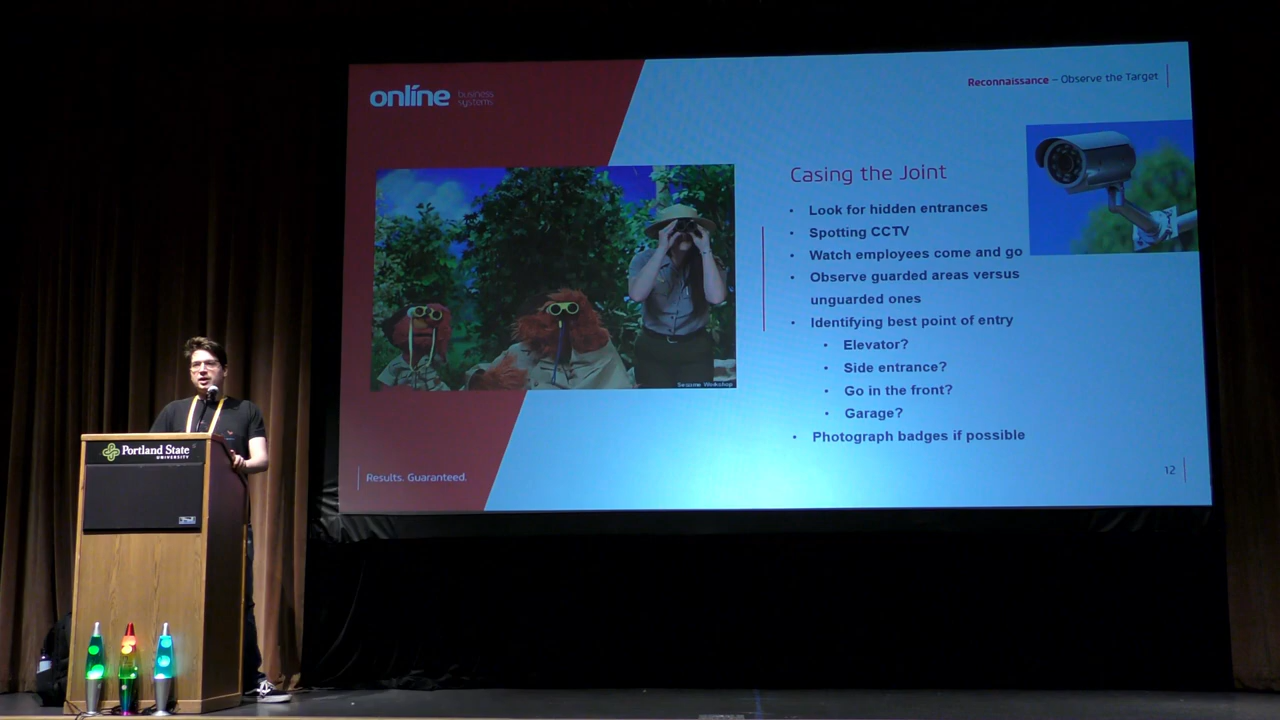 online business systems
Reconnaissance – Observe the Target
Casing the Joint
• Look for hidden entrances
• Spotting CCTV
• Watch employees come and go
• Observe guarded areas versus
unguarded ones
• Identifying best point of entry
• Elevator?
• Side entrance?
• Go in the front?
• Garage?
• Photograph badges if possible
Sesame Workshop
Results. Guaranteed.
12
Portland State
UNIVERSITY